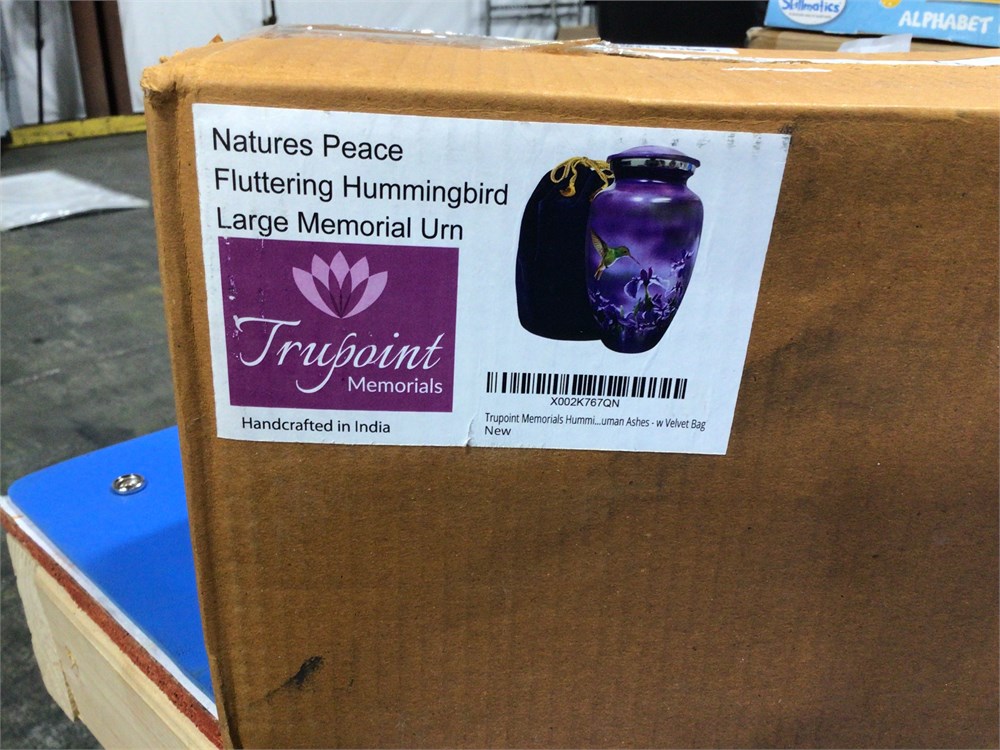 Skillmatics
ALPHABET
Natures Peace
Fluttering Hummingbird
Large Memorial Urn
Trupoint
Memorials
Handcrafted in India
X002K767QN
Trupoint Memorials Hummi...uman Ashes - w Velvet Bag
New